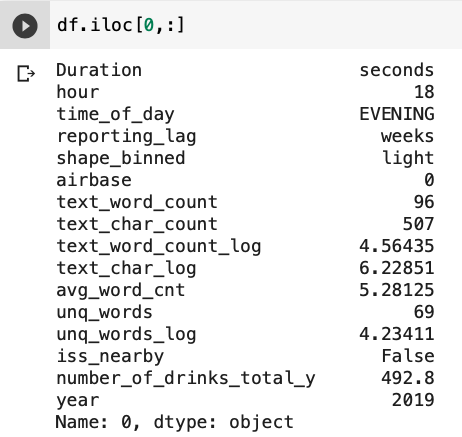 df.iloc[0,:]
Duration seconds
hour 18
time_of_day EVENING
reporting_lag weeks
shape_binned light
airbase 0
text_word_count 96
text_char_count 507
text_word_count_log 4.56435
text_char_log 6.22851
avg_word_cnt 5.28125
unq_words 69
unq_words_log 4.23411
iss_nearby False
number_of_drinks_total_y 492.8
year 2019
Name: 0, dtype: object